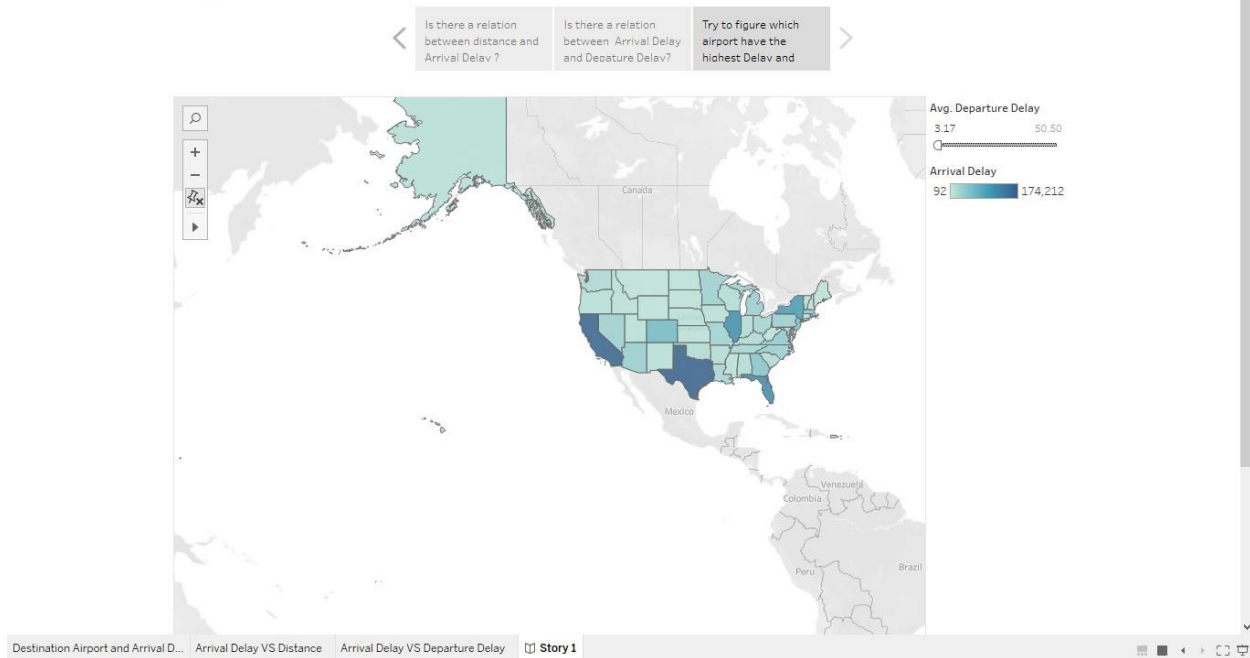 Is there a relation
between distance and
Arrival Delay ?
Is there a relation
between Arrival Delay
and Depature Delay?
Try to figure which
airport have the
highest Delay and
Avg. Departure Delay
3.17 50.50
Arrival Delay
92 174,212
Canada
Mexico
Venezuela
Colombia
Peru
Brazil
Destination Airport and Arrival D... Arrival Delay VS Distance Arrival Delay VS Departure Delay Story 1